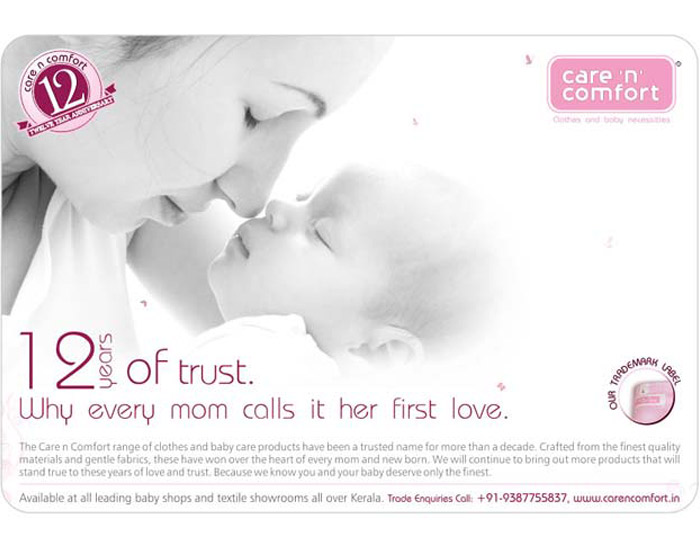 care n comfort
12
TWELVE YEAR ANNIVERSARY
care 'n'
comfort
Clothes and baby necessities
12 years of trust.
Why every mom calls it her first love.
OUR TRADEMARK LABEL
comfort
The Care n Comfort range of clothes and baby care products have been a trusted name for more than a decade. Crafted from the finest quality
materials and gentle fabrics, these have won over the heart of every mom and new born. We will continue to bring out more products that will
stand true to these years of love and trust. Because we know you and your baby deserve only the finest.
Available at all leading baby shops and textile showrooms all over Kerala. Trade Enquiries Call: +91-9387755837, www.carencomfort.in